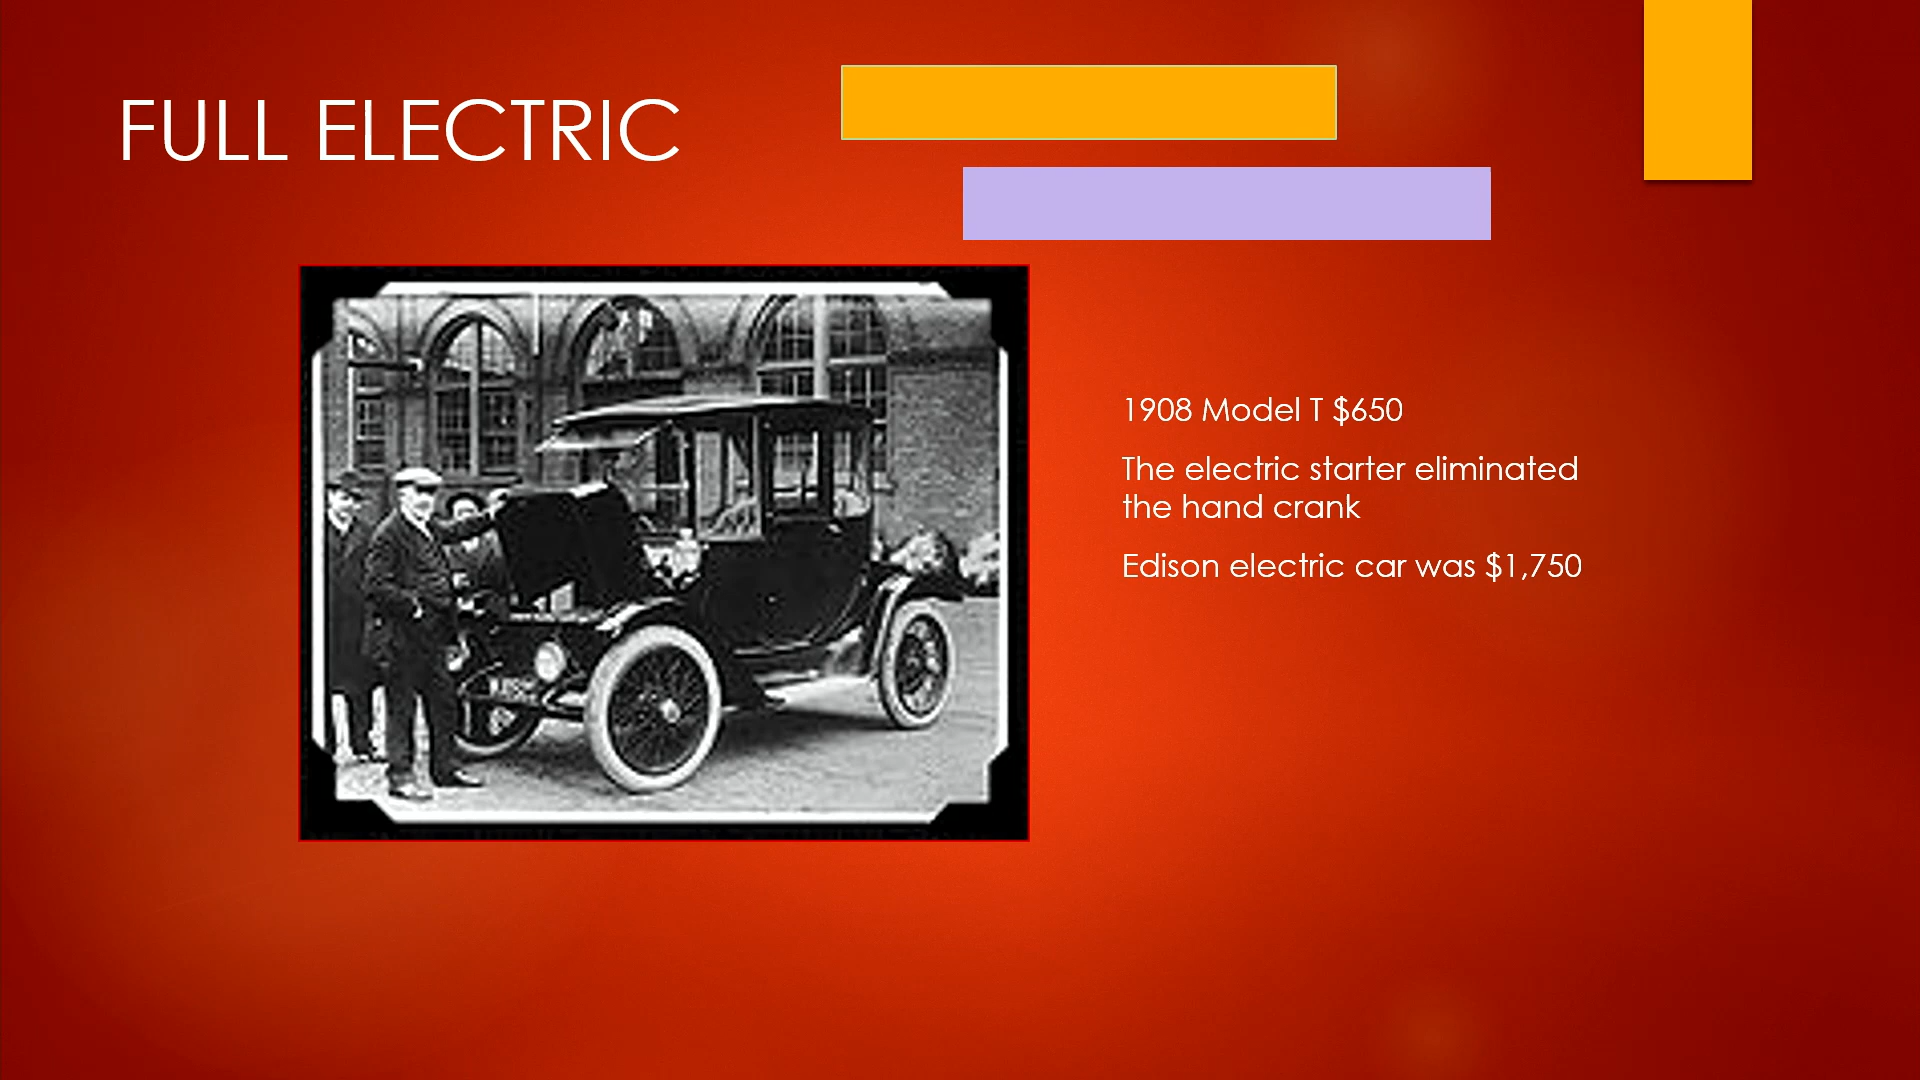 FULL ELECTRIC
1908 Model T $650
The electric starter eliminated
the hand crank
Edison electric car was $1,750